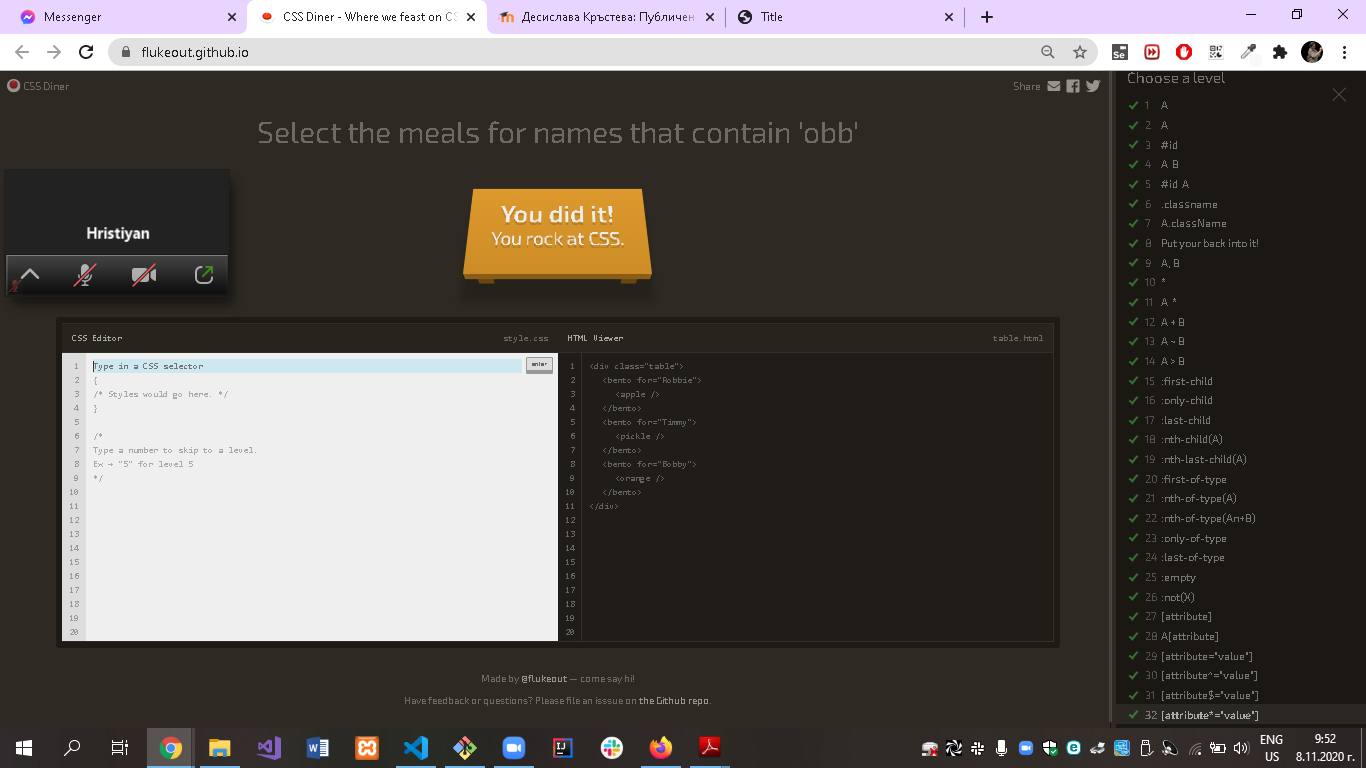 Messenger
CSS Diner - Where we feast on CS
Десислава Кръстева: Публичен
Title
flukeout.github.io
CSS Diner
Share
Select the meals for names that contain 'obb'
Hristiyan
You did it!
You rock at CSS.
CSS Editor
style.css
1
2
3
4
5
6
7
8
9
10
11
12
13
14
15
16
17
18
19
20
Type in a CSS selector
enter
{
/* Styles would go here. */
}
/*
Type a number to skip to a level.
Ex → "5" for level 5
*/
HTML Viewer
table.html
1 <div class="table">
2 <bento for="Robbie">
3 <apple />
4 </bento>
5 <bento for="Timmy">
6 <pickle />
7 </bento>
8 <bento for="Bobby">
9 <orange />
10 </bento>
11 </div>
12
13
14
15
16
17
18
19
20
Made by @flukeout — come say hi!
Have feedback or questions? Please file an isssue on the Github repo.
Choose a level
1 A
2 A
3 #id
4 A B
5 #id A
6 .classname
7 A.className
8 Put your back into it!
9 A, B
10 *
11 A *
12 A + B
13 A ~ B
14 A > B
15 :first-child
16 :only-child
17 :last-child
18 :nth-child(A)
19 :nth-last-child(A)
20 :first-of-type
21 :nth-of-type(A)
22 :nth-of-type(An+B)
23 :only-of-type
24 :last-of-type
25 :empty
26 :not(X)
27 [attribute]
28 A[attribute]
29 [attribute="value"]
30 [attribute^="value"]
31 [attribute$="value"]
32 [attribute*="value"]
ENG
US
9:52
8.11.2020 г.